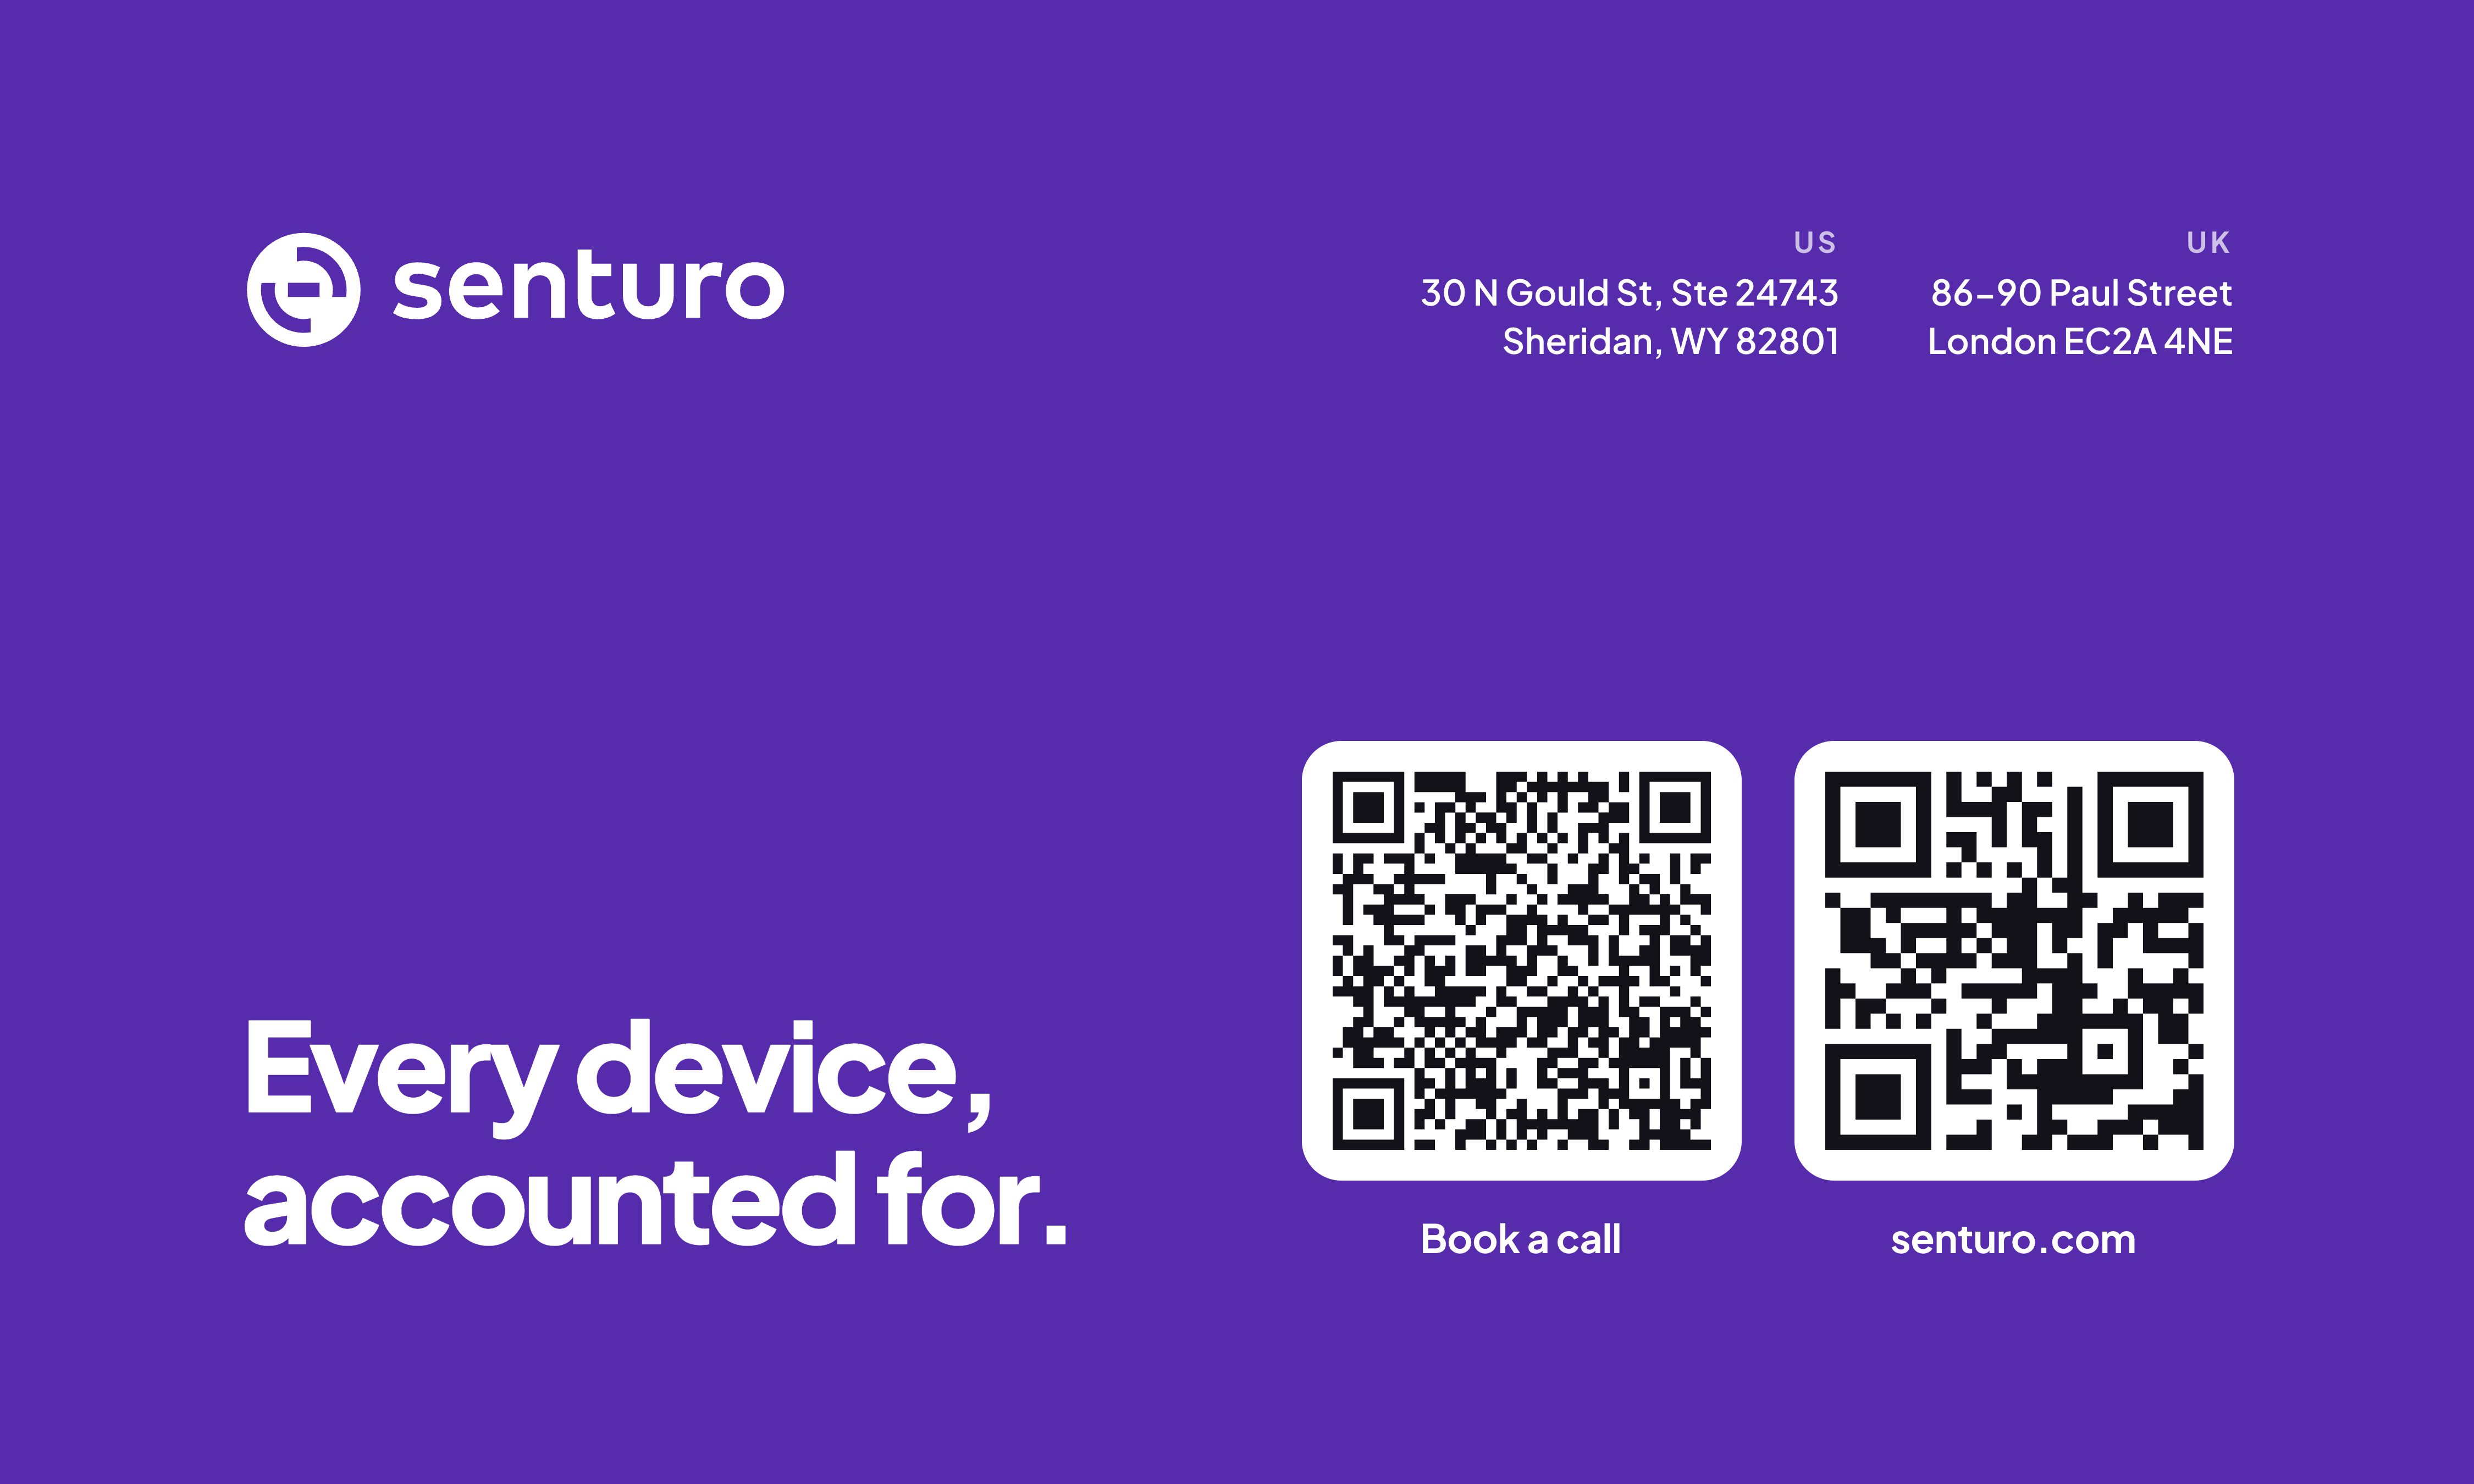 senturo
US
30 N Gould St, Ste 24743
Sheridan, WY 82801
UK
86–90 Paul Street
London EC2A 4NE
Every device,
accounted for.
Book a call
senturo.com